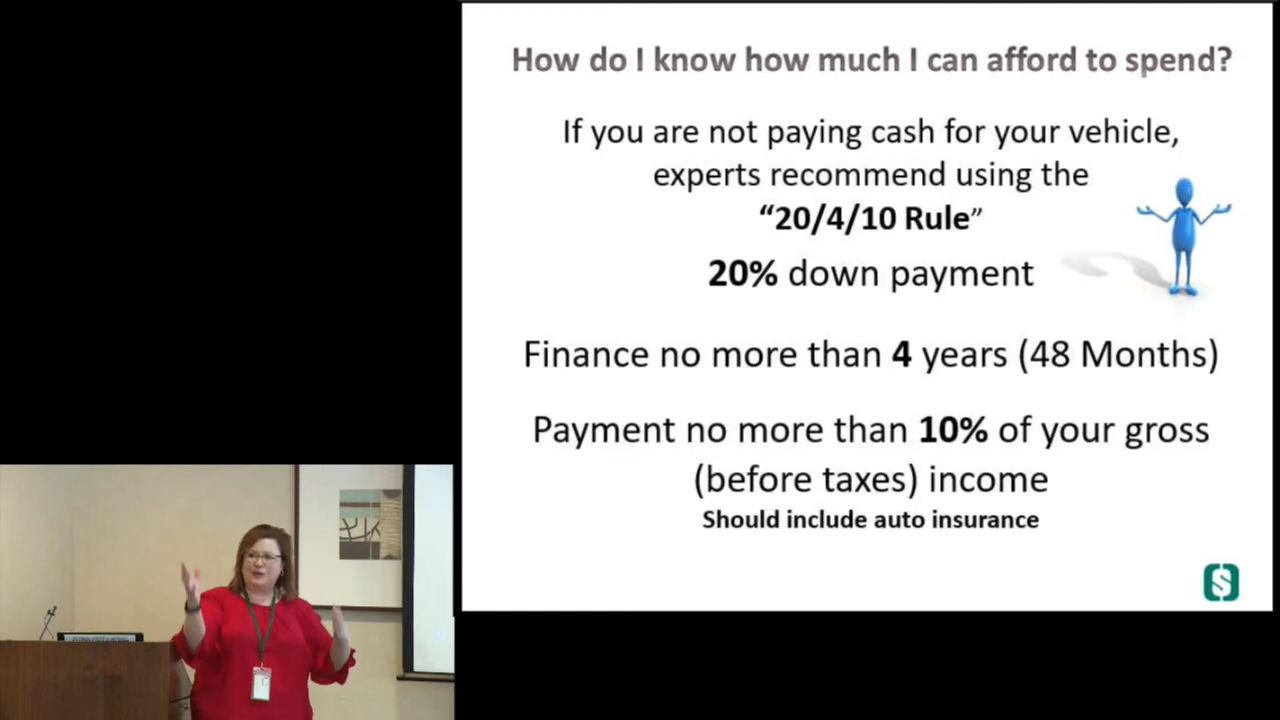 How do I know how much I can afford to spend?
If you are not paying cash for your vehicle,
experts recommend using the
“20/4/10 Rule”
20% down payment
Finance no more than 4 years (48 Months)
Payment no more than 10% of your gross
(before taxes) income
Should include auto insurance
$